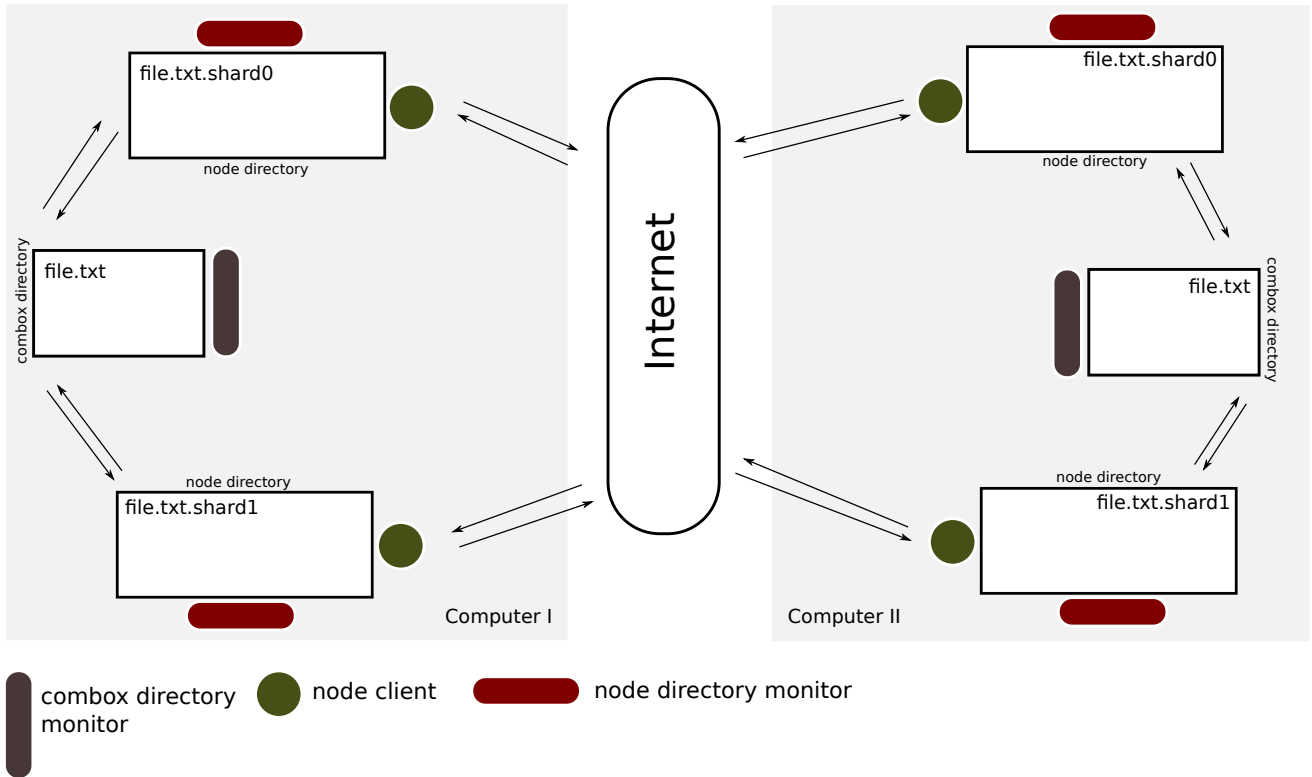 file.txt.shard0
node directory
combox directory
file.txt
node directory
file.txt.shard1
Computer I
Internet
file.txt.shard0
node directory
file.txt
combox directory
node directory
file.txt.shard1
Computer II
combox directory
monitor
node client
node directory monitor